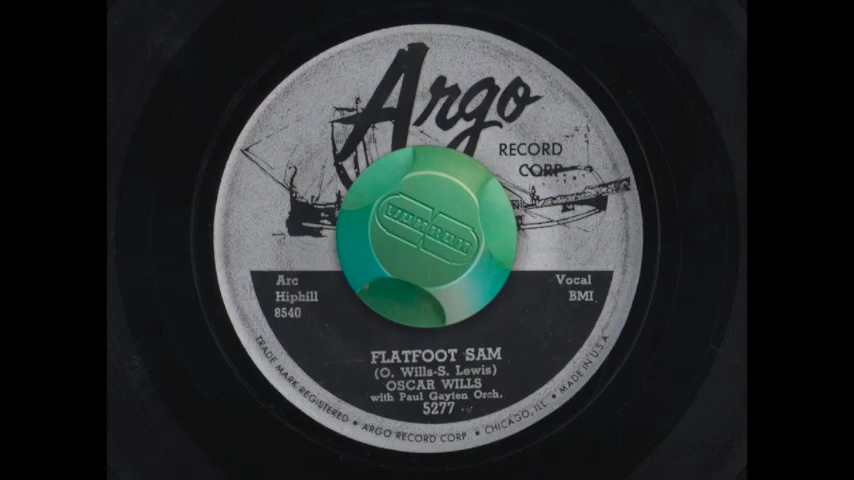 Argo
RECORD
CORP
Arc
Hiphill
8540
Vocal
BMI
FLATFOOT SAM
(O. Wills-S. Lewis)
OSCAR WILLS
with Paul Gayten Orch.
5277
TRADE MARK REGISTERED • ARGO RECORD CORP. • CHICAGO, ILL. • MADE IN U.S.A.